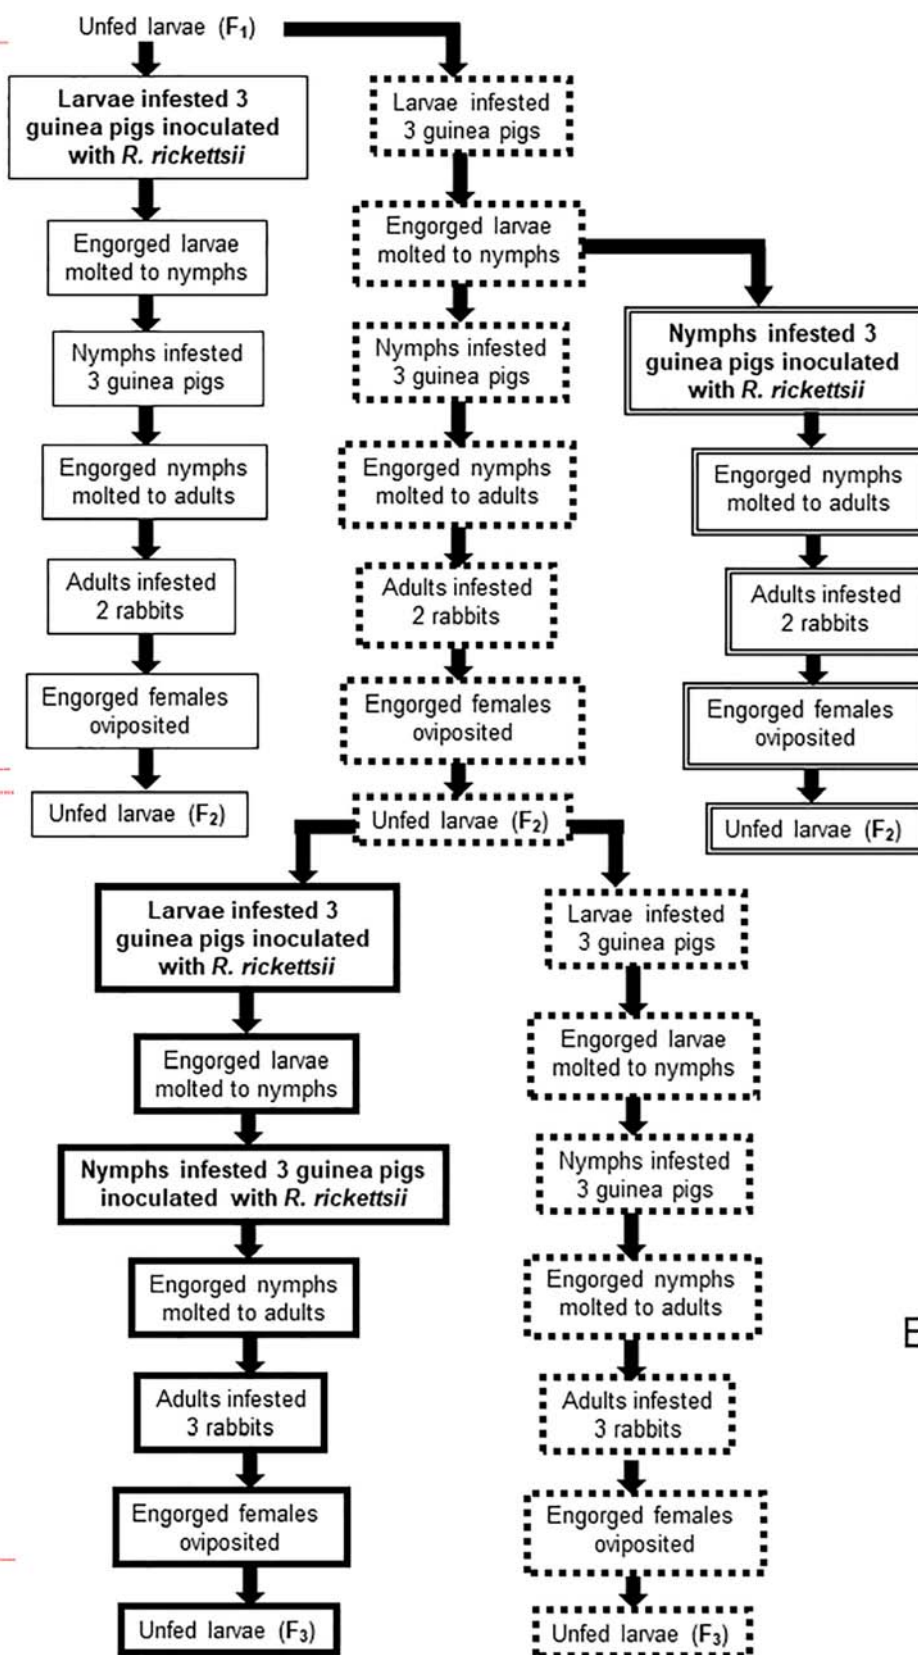 Unfed larvae (F₁)
Larvae infested 3
guinea pigs inoculated
with R. rickettsii
Engorged larvae
molted to nymphs
Nymphs infested
3 guinea pigs
Engorged nymphs
molted to adults
Adults infested
2 rabbits
Engorged females
oviposited
Unfed larvae (F₂)
Larvae infested
3 guinea pigs
Engorged larvae
molted to nymphs
Nymphs infested
3 guinea pigs
Engorged nymphs
molted to adults
Adults infested
2 rabbits
Engorged females
oviposited
Unfed larvae (F₂)
Nymphs infested 3
guinea pigs inoculated
with R. rickettsii
Engorged nymphs
molted to adults
Adults infested
2 rabbits
Engorged females
oviposited
Unfed larvae (F₂)
Larvae infested 3
guinea pigs inoculated
with R. rickettsii
Engorged larvae
molted to nymphs
Nymphs infested 3 guinea pigs
inoculated with R. rickettsii
Engorged nymphs
molted to adults
Adults infested
3 rabbits
Engorged females
oviposited
Unfed larvae (F₃)
Larvae infested
3 guinea pigs
Engorged larvae
molted to nymphs
Nymphs infested
3 guinea pigs
Engorged nymphs
molted to adults
Adults infested
3 rabbits
Engorged females
oviposited
Unfed larvae (F₃)